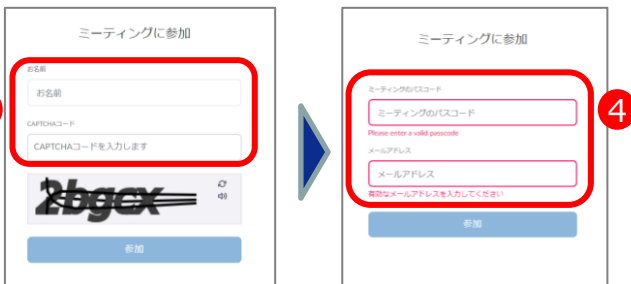 ミーティングに参加
お名前
お名前
CAPTCHAコード
CAPTCHAコードを入力します
2bgcx
参加
ミーティングに参加
ミーティングのパスコード
ミーティングのパスコード
Please enter a valid passcode
メールアドレス
メールアドレス
有効なメールアドレスを入力してください
参加
4